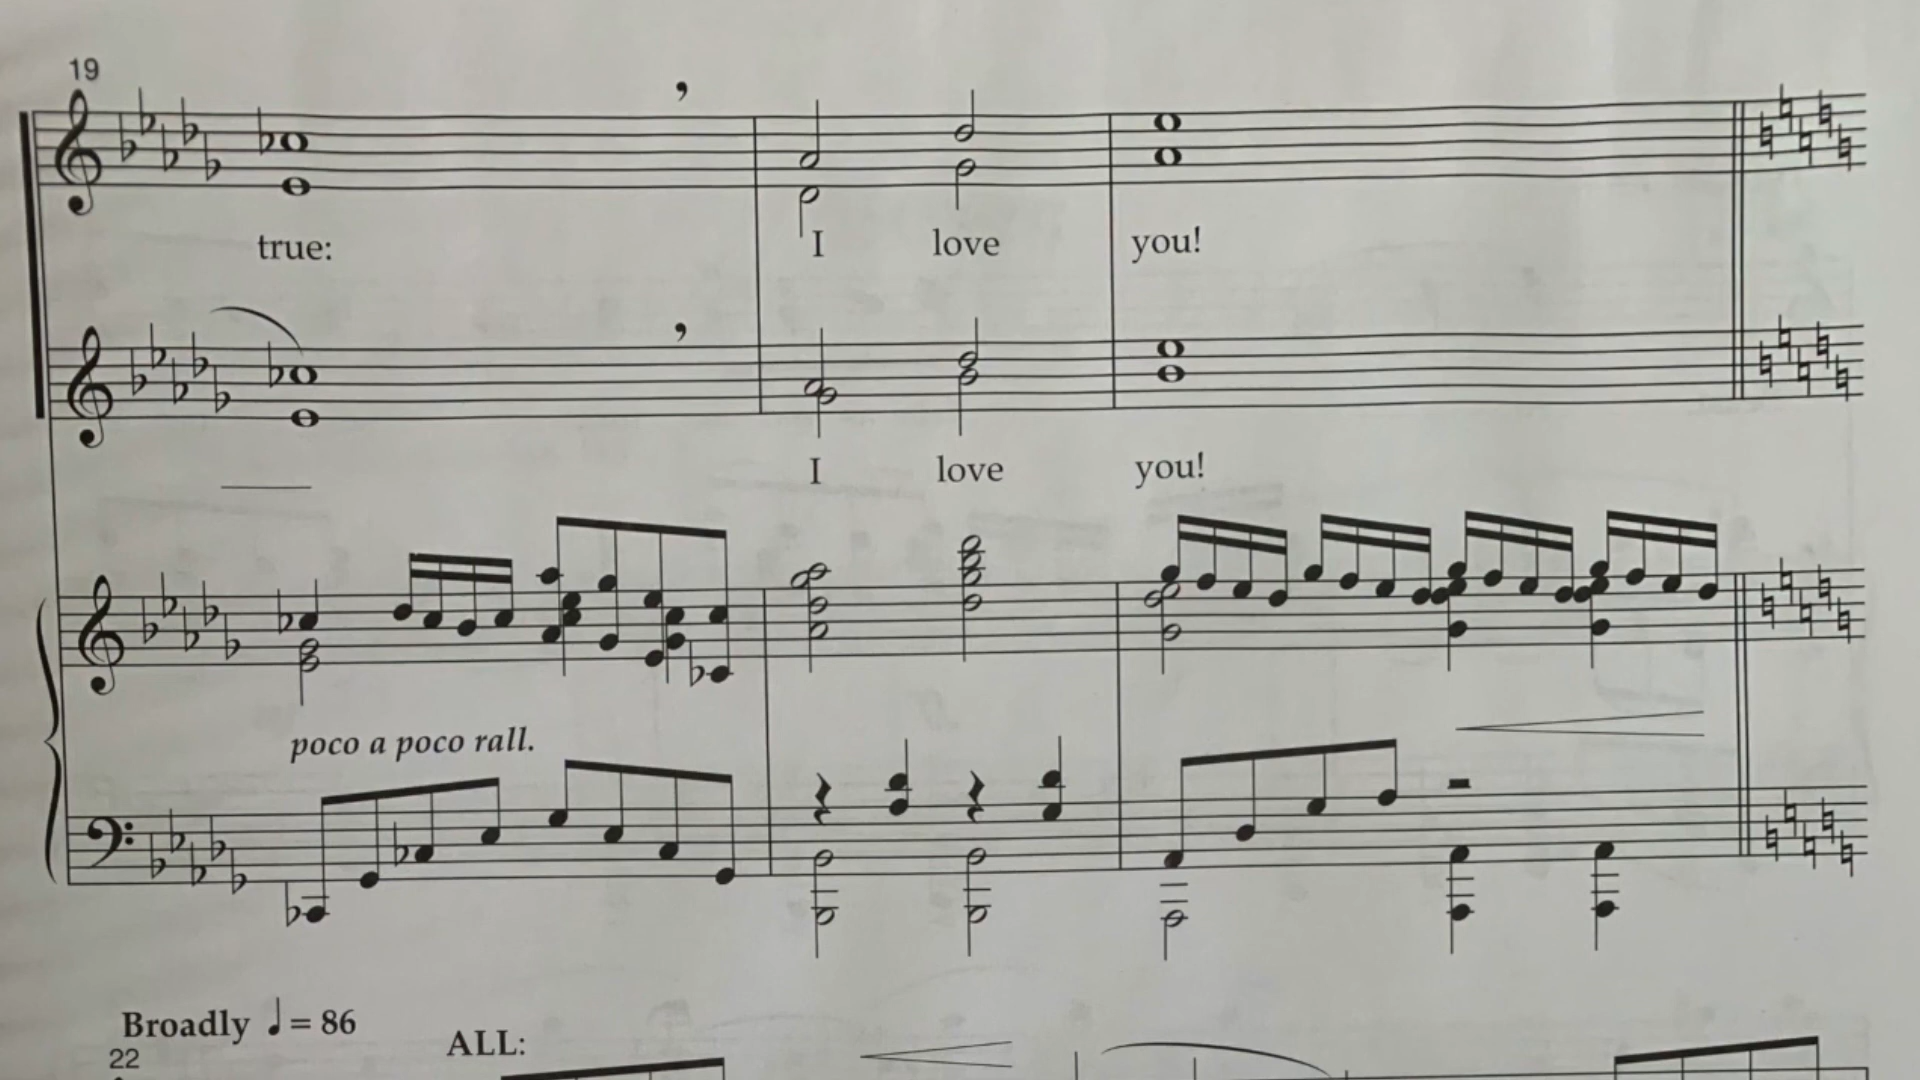 19
true:
I love you!
I love you!
poco a poco rall.
Broadly ♩= 86
22
ALL: